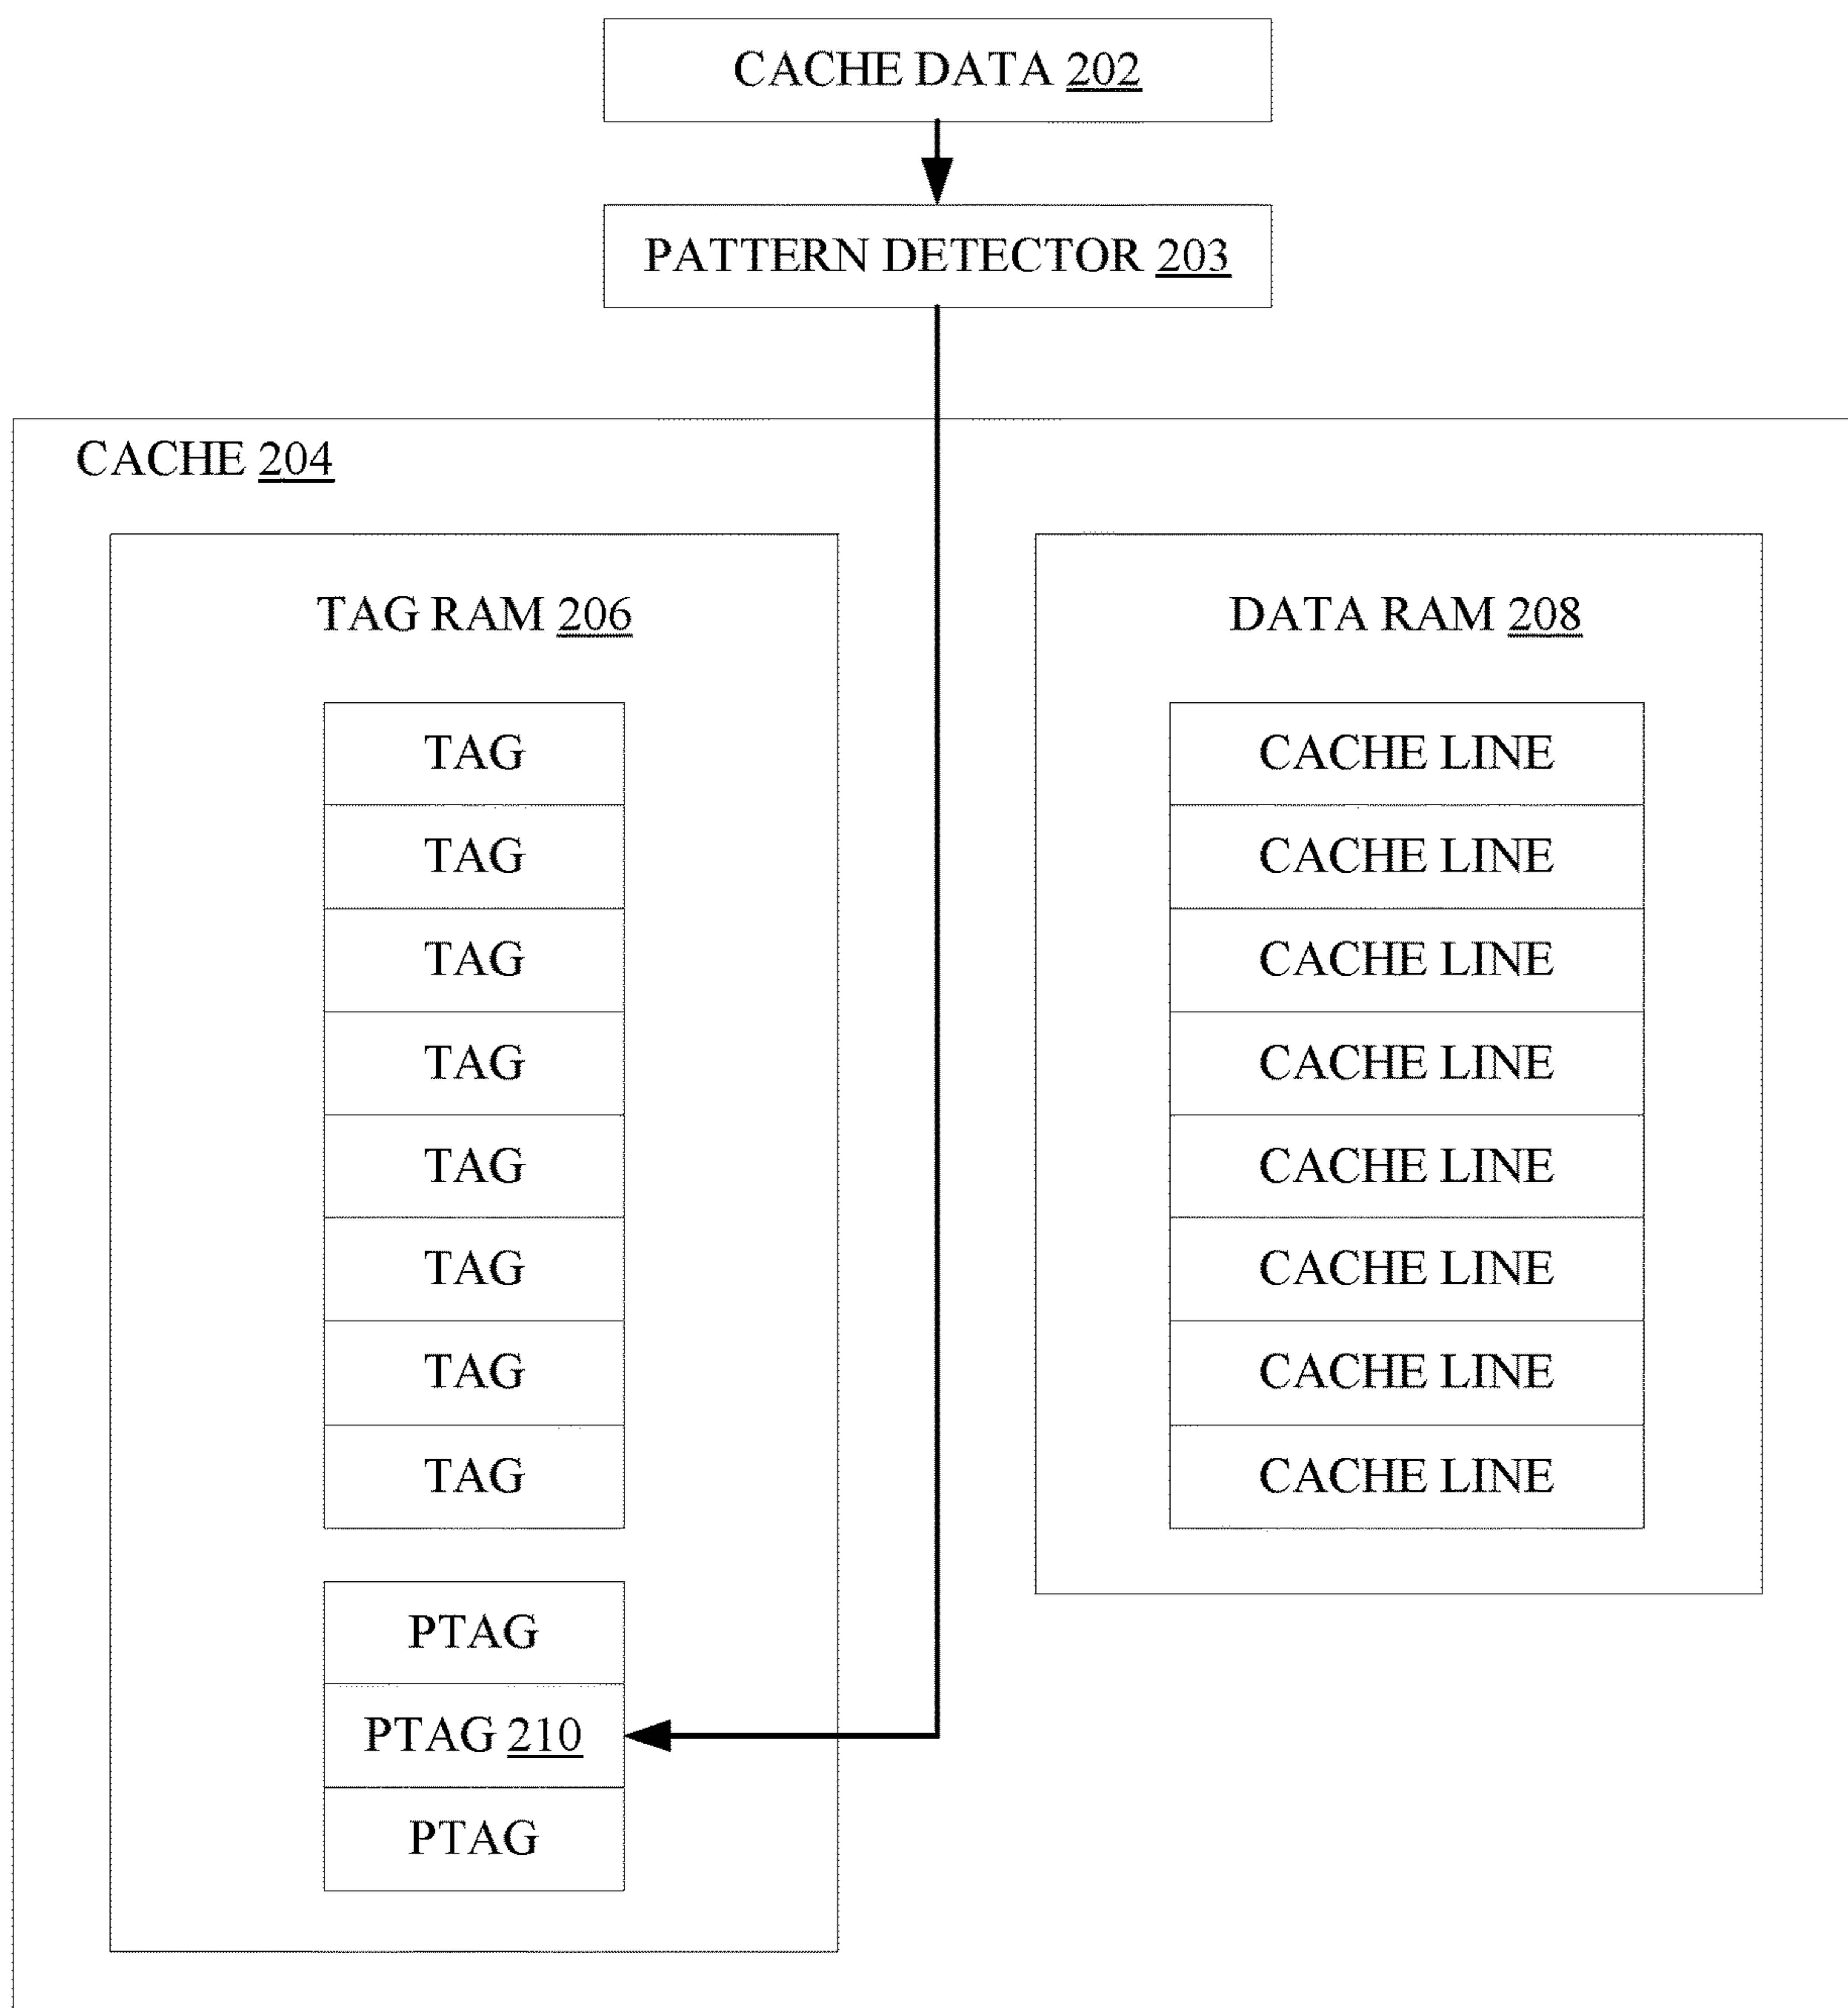 CACHE DATA 202
PATTERN DETECTOR 203
CACHE 204
TAG RAM 206
TAG
TAG
TAG
TAG
TAG
TAG
TAG
TAG
PTAG
PTAG 210
PTAG
DATA RAM 208
CACHE LINE
CACHE LINE
CACHE LINE
CACHE LINE
CACHE LINE
CACHE LINE
CACHE LINE
CACHE LINE